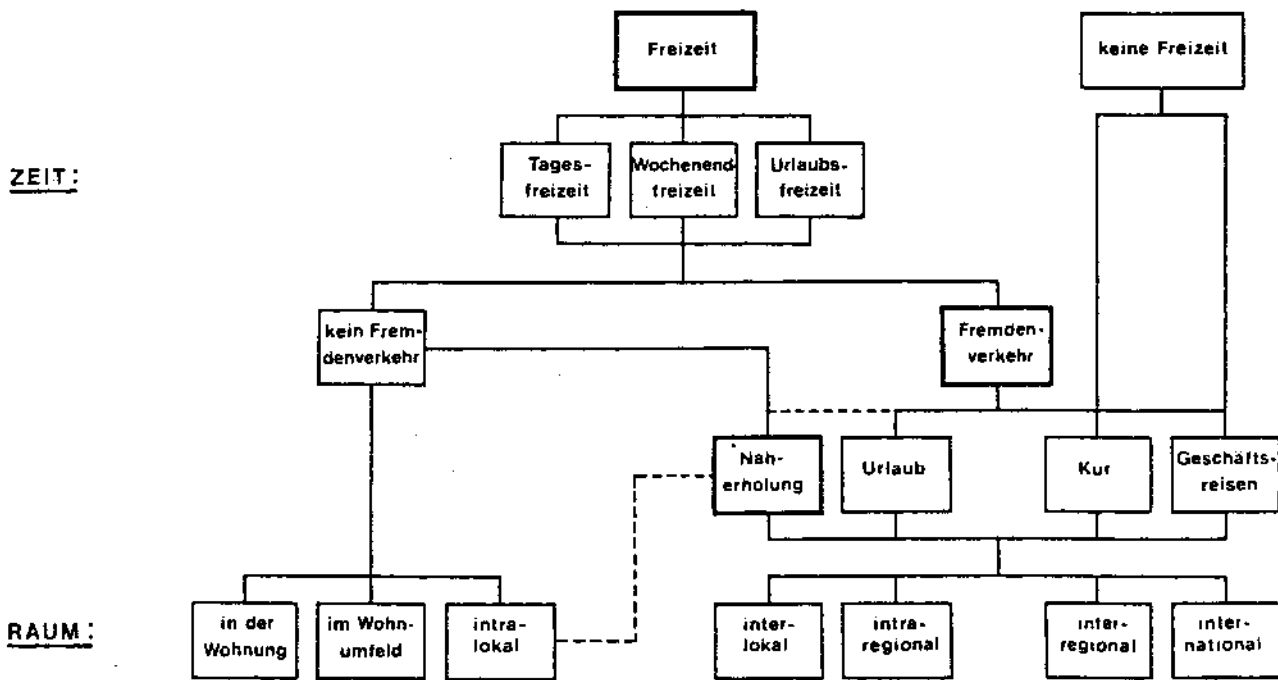 Freizeit
keine Freizeit
ZEIT:
Tages-
freizeit
Wochenend-
freizeit
Urlaubs-
freizeit
kein Frem-
denverkehr
Fremden-
verkehr
Nah-
erholung
Urlaub
Kur
Geschäfts-
reisen
RAUM:
in der
Wohnung
im Wohn-
umfeld
intra-
lokal
inter-
lokal
intra-
regional
inter-
regional
inter-
national